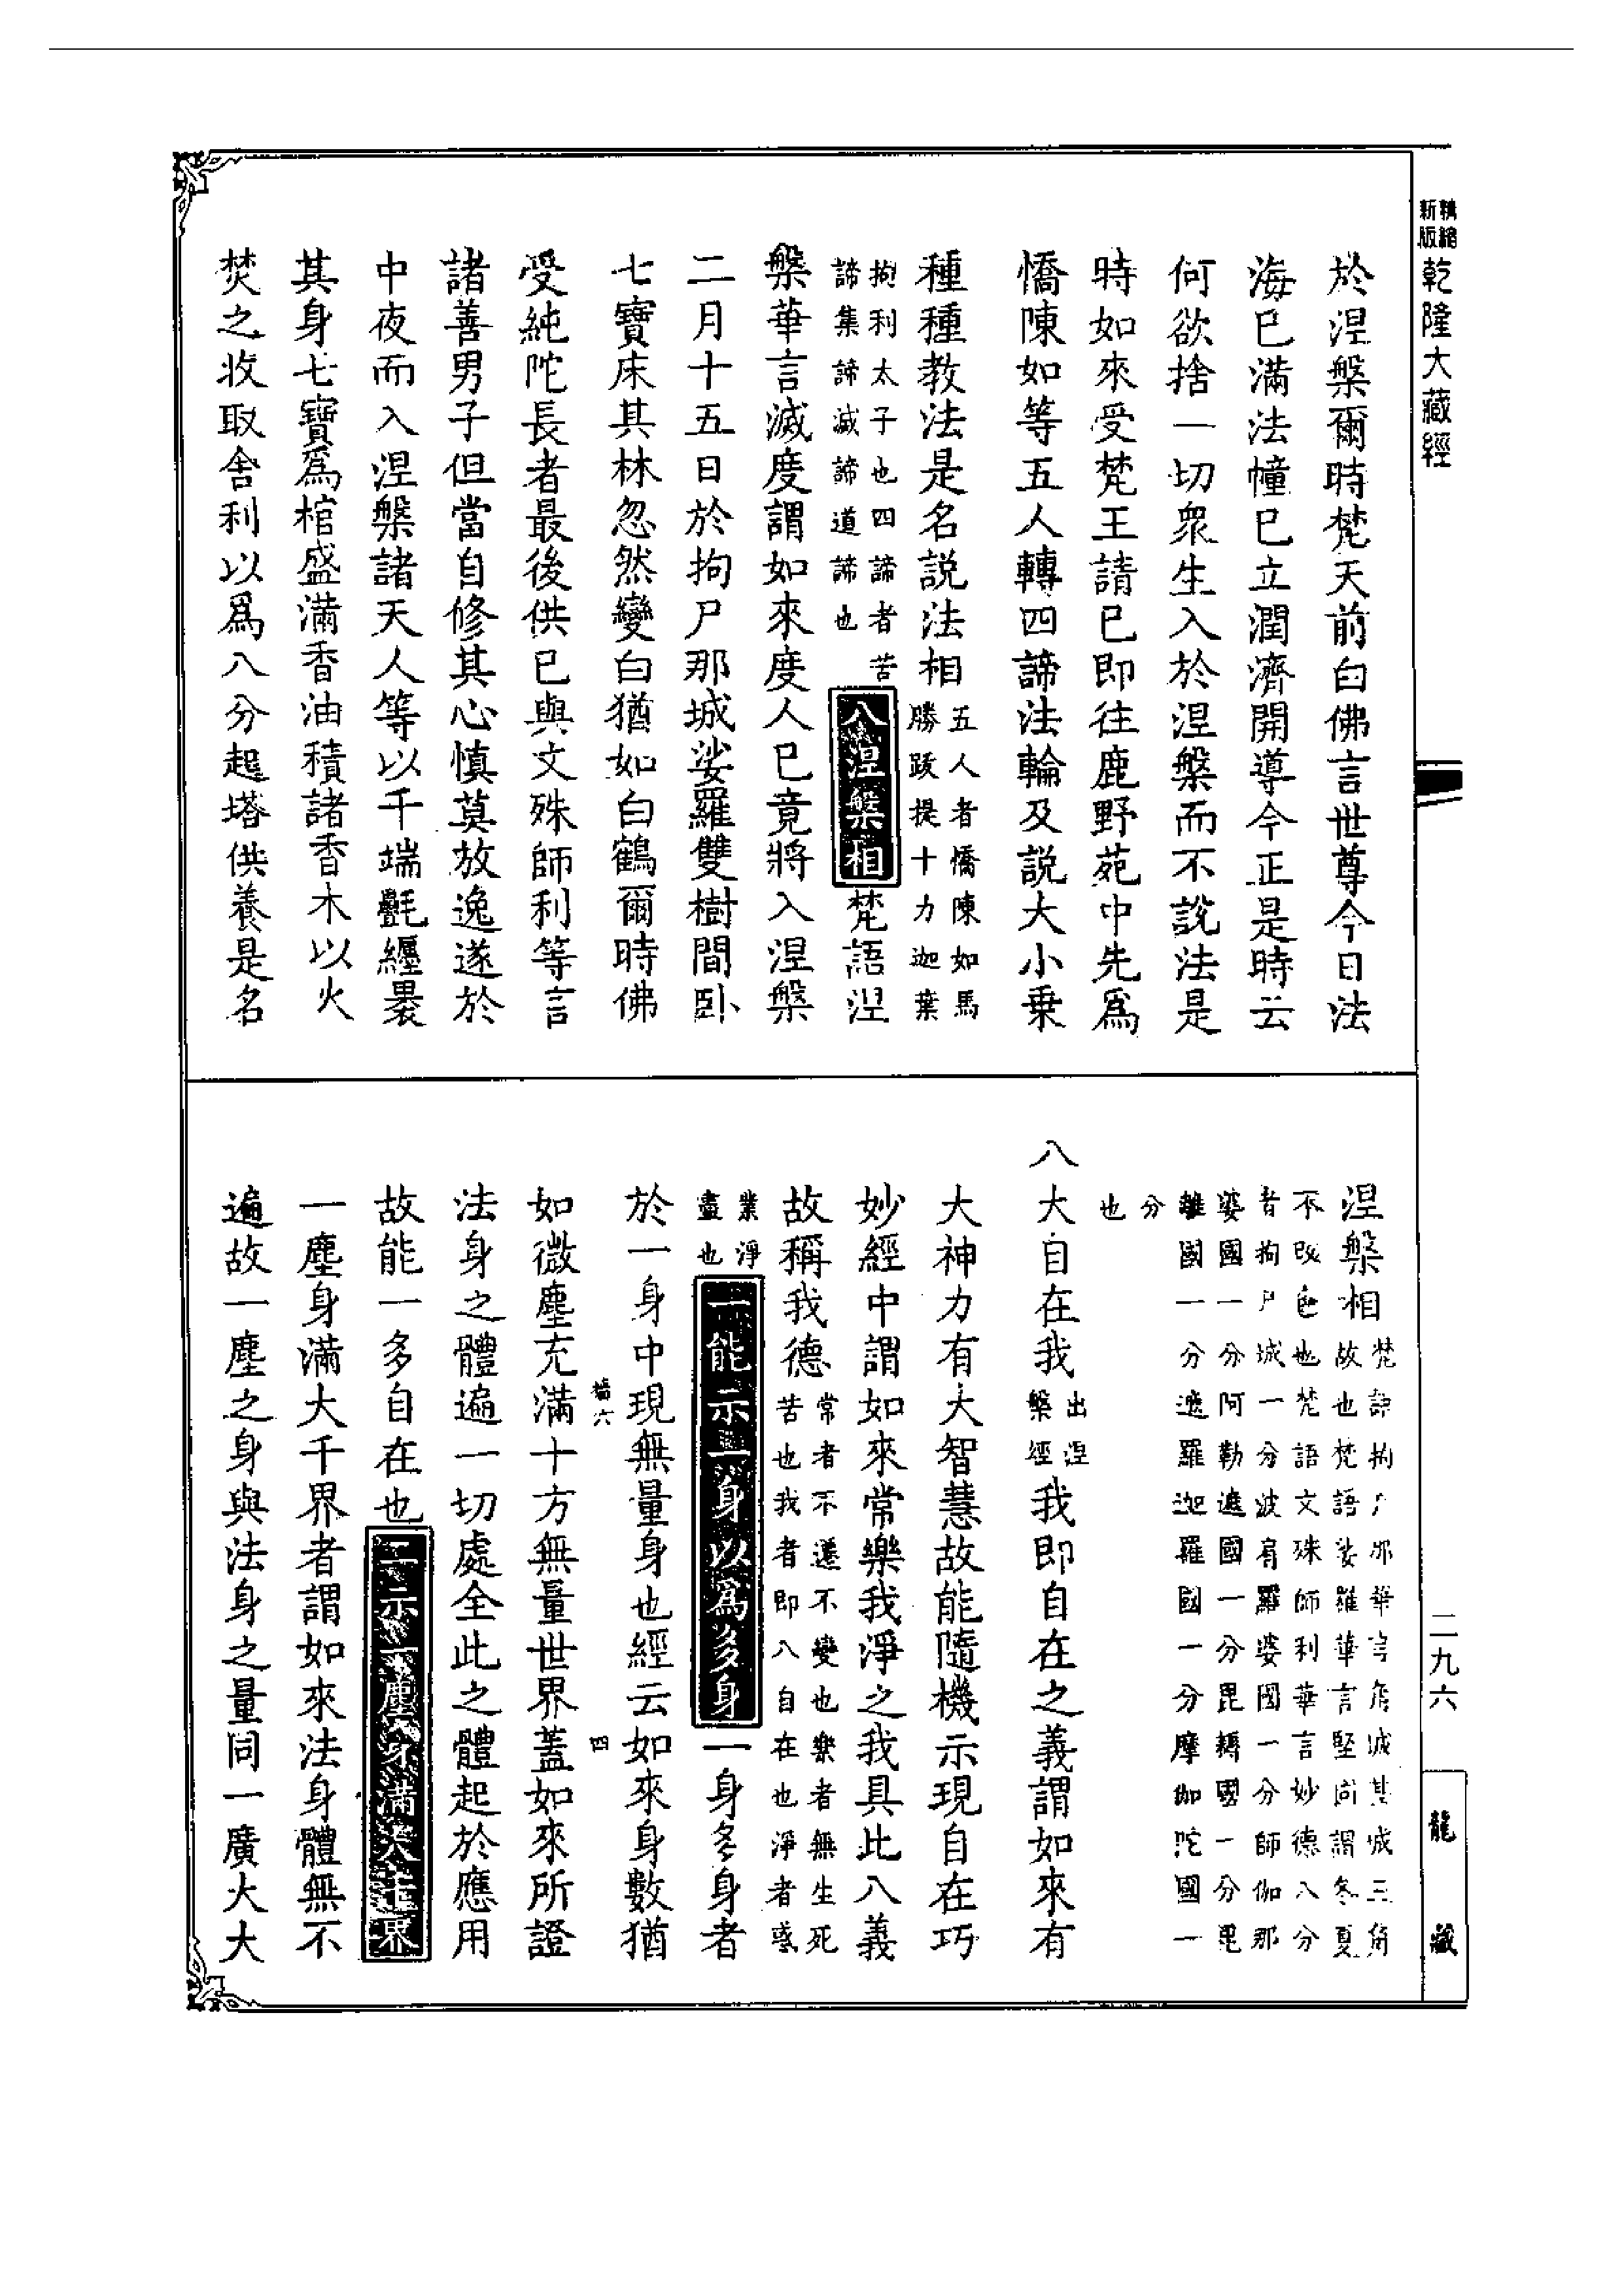 精縮新版乾隆大藏經
於涅槃爾時梵天前白佛言世尊今日法
海已滿法幢已立潤濟開導今正是時云
何欲捨一切衆生入於涅槃而不說法是
時如來受梵王請已即往鹿野苑中先爲
憍陳如等五人轉四諦法輪及說大小乗
種種教法是名說法相五人者憍陳如馬勝跋提十力迦葉
拘利太子也四諦者苦諦集諦滅諦道諦也八涅槃相梵語涅
槃華言滅度謂如來度人已竟將入涅槃
二月十五日於拘尸那城娑羅雙樹間卧
七寶床其林忽然變白猶如白鶴爾時佛
受純陀長者最後供已與文殊師利等言
諸善男子但當自修其心慎莫放逸遂於
中夜而入涅槃諸天人等以千端㲲纏褁
其身七寶爲棺盛滿香油積諸香木以火
焚之收取舍利以爲八分起塔供養是名
涅槃相梵語拘尸那華言角城其城三角故也梵語娑羅華言堅固謂冬夏
不改色也梵語文殊師利華言妙德八分者拘尸城一分波肩羅婆國一分師伽那
婆國一分阿勒遮國一分毘耨國一分毘離國一分遮羅迦羅國一分摩伽陀國一
分也
八大自在我出涅槃經我即自在之義謂如來有
大神力有大智慧故能隨機示現自在巧
妙經中謂如來常樂我淨之我具此八義
故稱我德常者不遷不變也樂者無生死苦也我者即八自在也淨者惑
業淨盡也一能示一身以爲多身一身多身者
於一身中現無量身也經云如來身數猶
牆六 四
如微塵充滿十方無量世界蓋如來所證
法身之體遍一切處全此之體起於應用
故能一多自在也二示一塵身滿大千界
一塵身滿大千界者謂如來法身體無不
遍故一塵之身與法身之量同一廣大大
二九六
龍藏